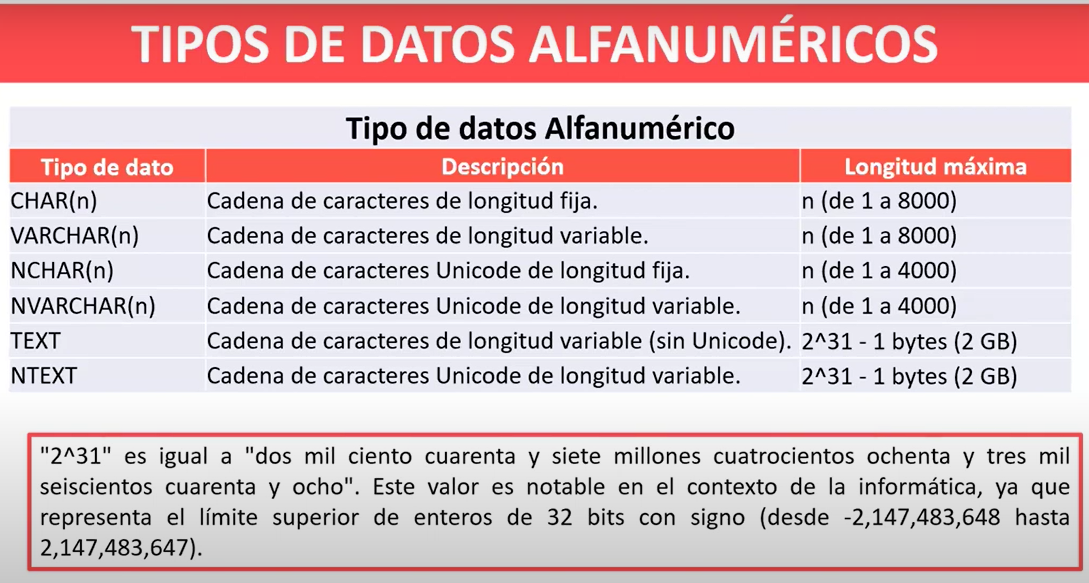 TIPOS DE DATOS ALFANUMÉRICOS
Tipo de datos Alfanumérico
Tipo de dato Descripción Longitud máxima
CHAR(n) Cadena de caracteres de longitud fija. n (de 1 a 8000)
VARCHAR(n) Cadena de caracteres de longitud variable. n (de 1 a 8000)
NCHAR(n) Cadena de caracteres Unicode de longitud fija. n (de 1 a 4000)
NVARCHAR(n) Cadena de caracteres Unicode de longitud variable. n (de 1 a 4000)
TEXT Cadena de caracteres de longitud variable (sin Unicode). 2^31 - 1 bytes (2 GB)
NTEXT Cadena de caracteres Unicode de longitud variable. 2^31 - 1 bytes (2 GB)
"2^31" es igual a "dos mil ciento cuarenta y siete millones cuatrocientos ochenta y tres mil
seiscientos cuarenta y ocho". Este valor es notable en el contexto de la informática, ya que
representa el límite superior de enteros de 32 bits con signo (desde -2,147,483,648 hasta
2,147,483,647).